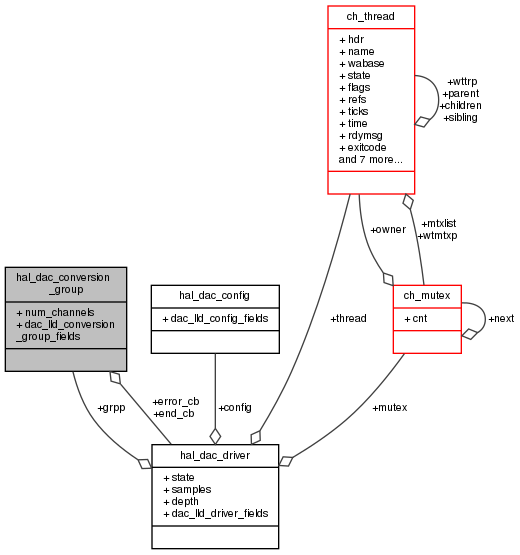 ch_thread
+ hdr
+ name
+ wabase
+ state
+ flags
+ refs
+ ticks
+ time
+ rdymsg
+ exitcode
and 7 more...
+wttrp
+parent
+children
+sibling
+owner
+mtxlist
+wtmtxp
hal_dac_conversion
_group
+ num_channels
+ dac_lld_conversion
_group_fields
hal_dac_config
+ dac_lld_config_fields
ch_mutex
+ cnt
+next
+thread
+grpp
+error_cb
+end_cb
+config
+mutex
hal_dac_driver
+ state
+ samples
+ depth
+ dac_lld_driver_fields